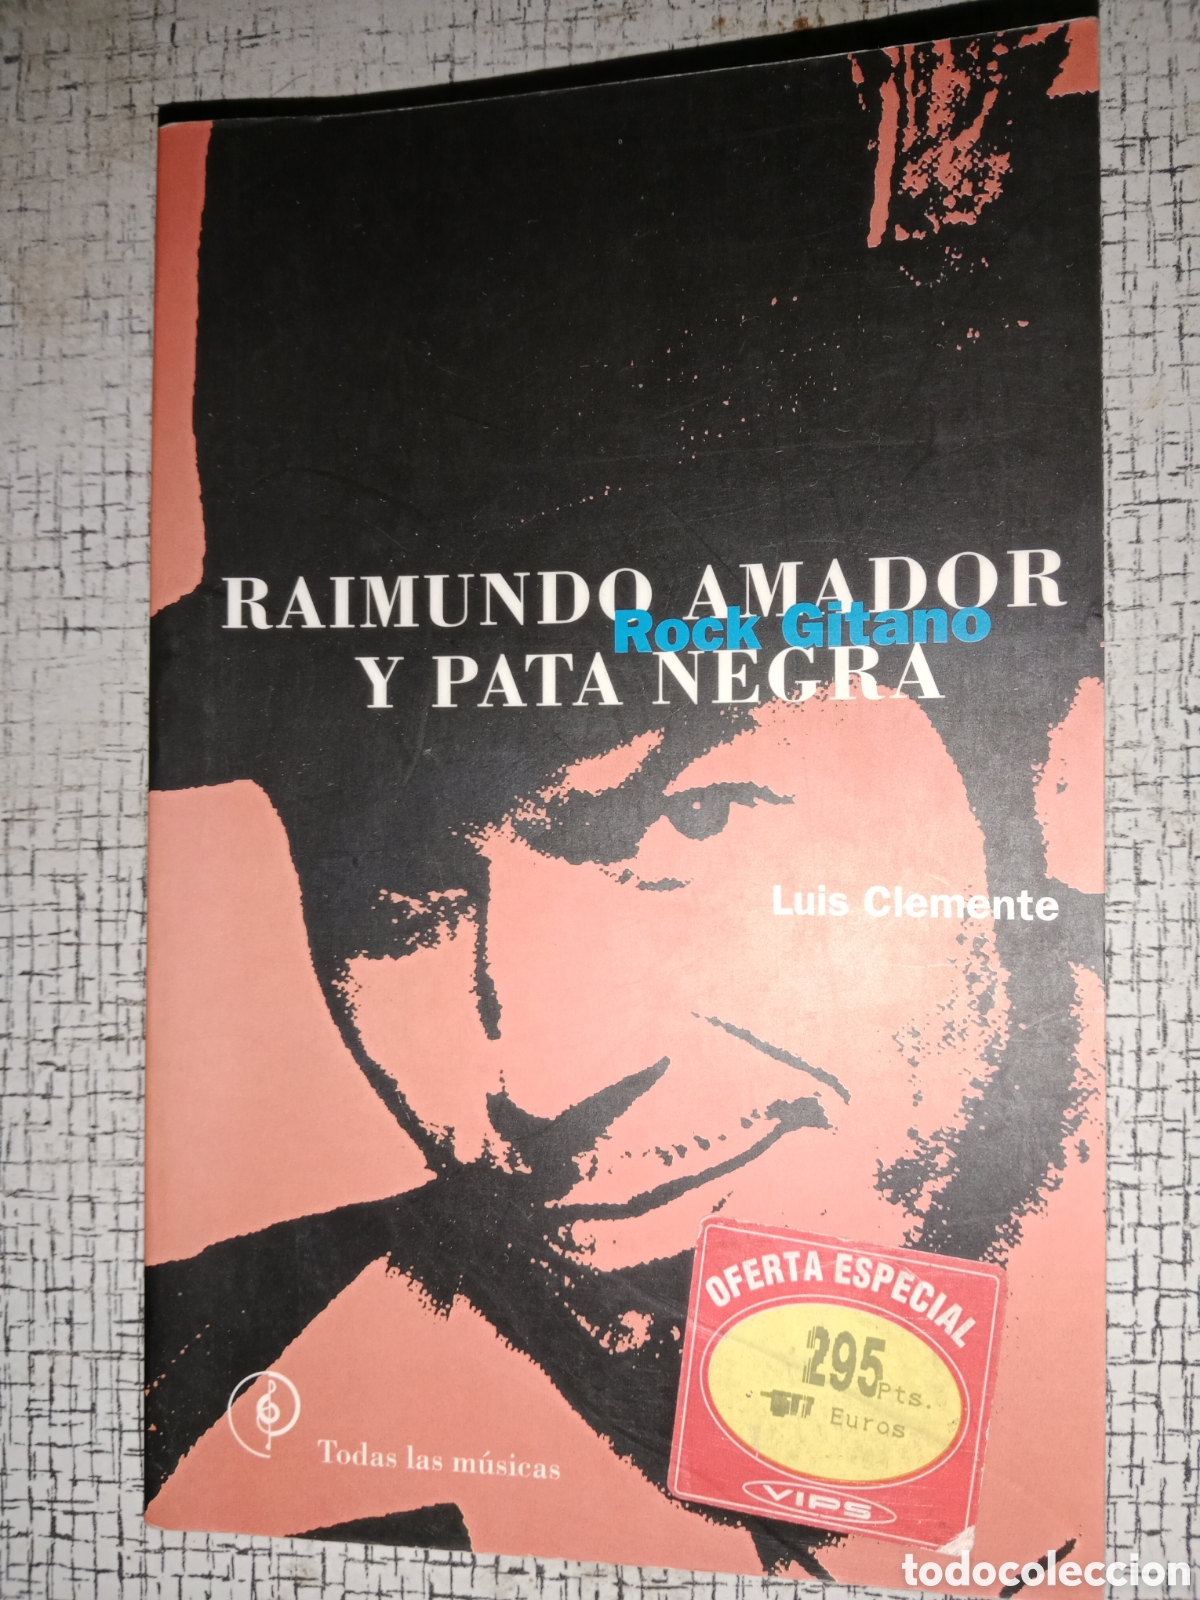 RAIMUNDO AMADOR
Rock Gitano
Y PATA NEGRA
Luis Clemente
OFERTA ESPECIAL
295 Pts.
Euros
VIPS
Todas las músicas
todocoleccion